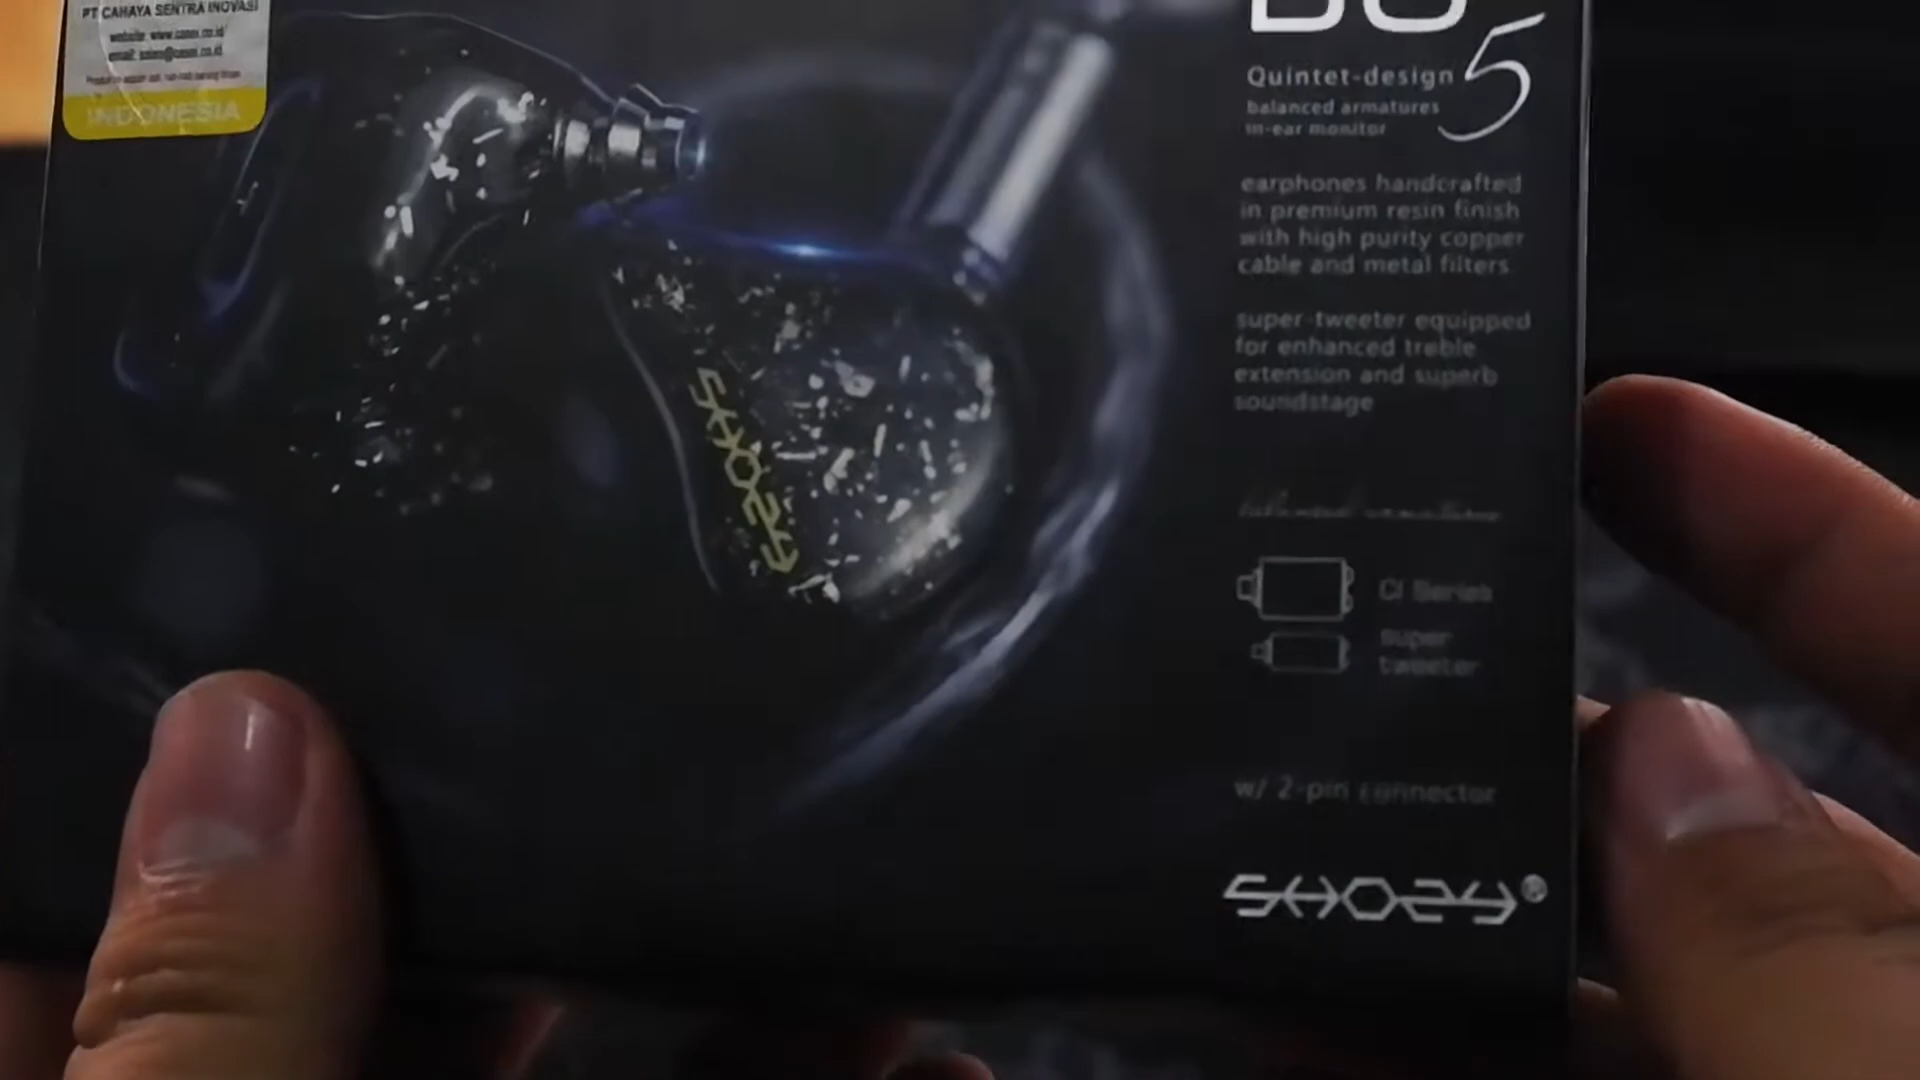 PT CAHAYA SENTRA INOVASI
INDONESIA
5
Quintet-design
balanced armatures
in-ear monitor
earphones handcrafted
in premium resin finish
with high purity copper
cable and metal filters
super-tweeter equipped
for enhanced treble
extension and superb
soundstage
CI Series
super
tweeter
w/ 2-pin connector
SHOZY®
SHOZY